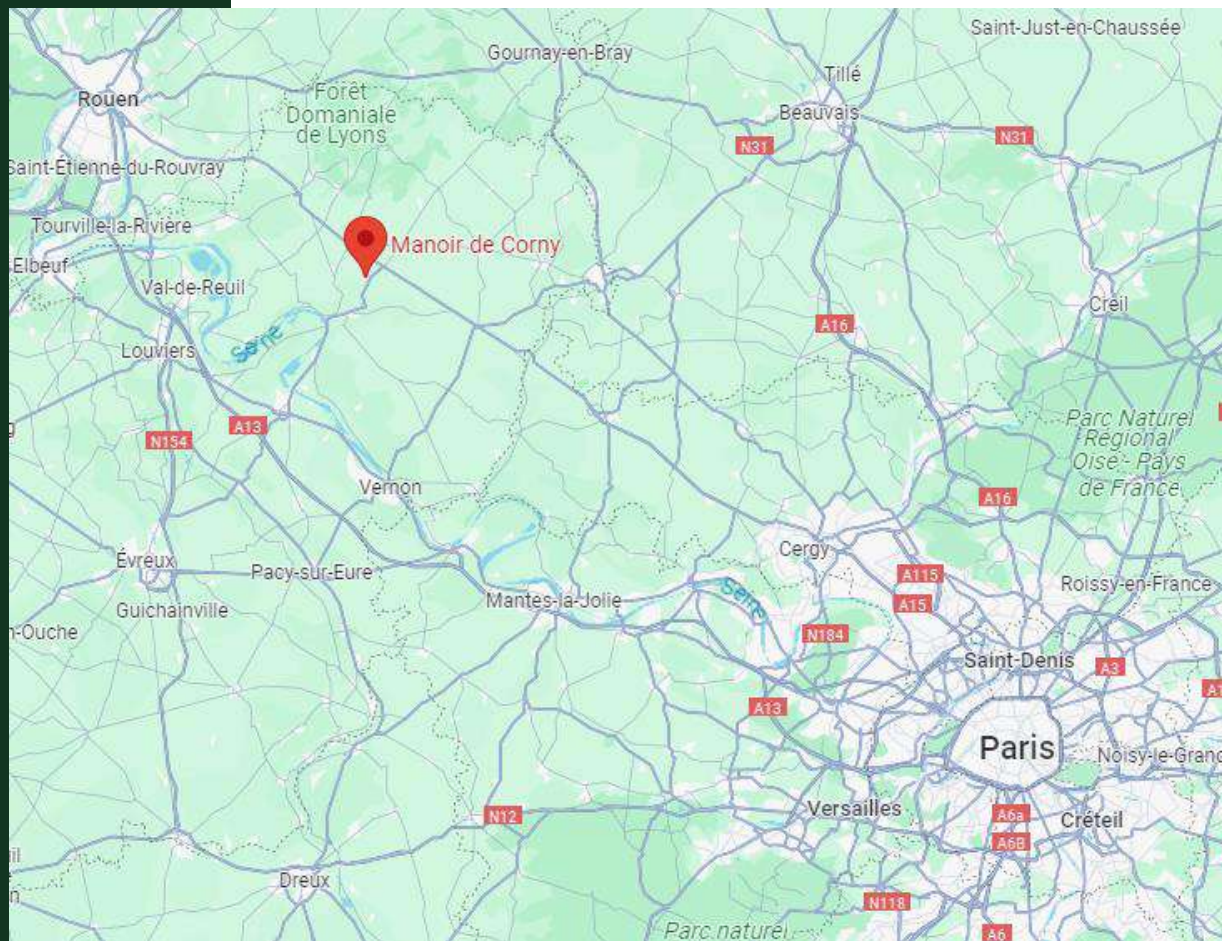 Saint-Just-en-Chaussée
Gournay-en-Bray
Tillé
Rouen
Forêt
Domaniale
de Lyons
Beauvais
N31
N31
Saint-Étienne-du-Rouvray
Tourville-la-Rivière
Manoir de Corny
Elbeuf
Val-de-Reuil
Creil
A16
Seine
Louviers
Parc Naturel
Régional
Oise - Pays
de France
A13
N154
Vernon
A16
Cergy
Évreux
Pacy-sur-Eure
A115
Roissy-en-France
Mantes-la-Jolie
Seine
A15
Guichainville
n-Ouche
N184
Saint-Denis
A3
A13
Paris
Noisy-le-Grand
Versailles
N12
A6a
Créteil
A6B
Dreux
N118
Parc naturel
A6